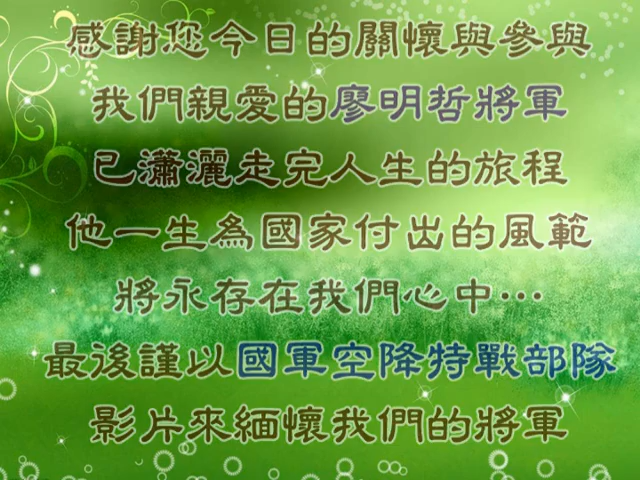 感謝您今日的關懷與參與
我們親愛的廖明哲將軍
已瀟灑走完人生的旅程
他一生為國家付出的風範
將永存在我們心中…
最後謹以國軍空降特戰部隊
影片來緬懷我們的將軍